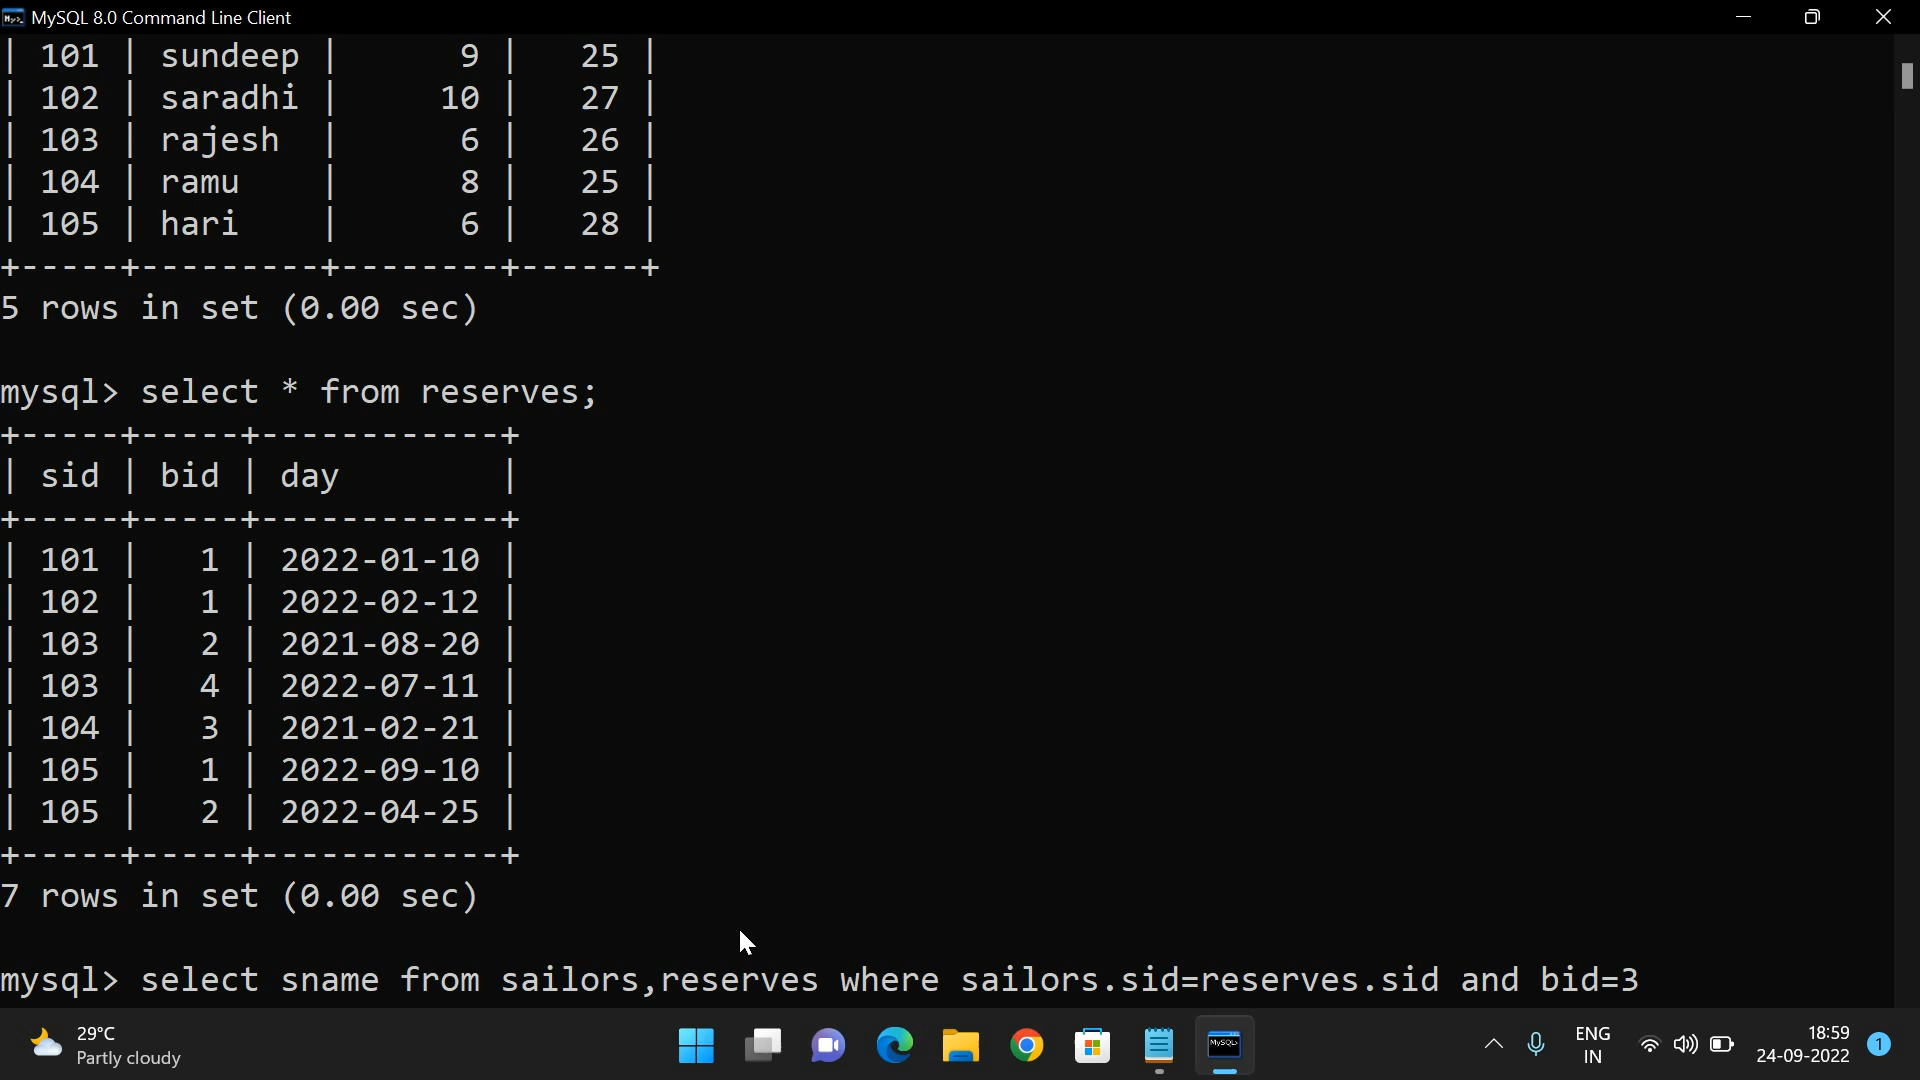 MySQL 8.0 Command Line Client
| 101 | sundeep |      9 |   25 |
| 102 | saradhi |     10 |   27 |
| 103 | rajesh  |      6 |   26 |
| 104 | ramu    |      8 |   25 |
| 105 | hari    |      6 |   28 |
+-----+---------+--------+------+
5 rows in set (0.00 sec)
mysql> select * from reserves;
+-----+-----+------------+
| sid | bid | day        |
+-----+-----+------------+
| 101 |   1 | 2022-01-10 |
| 102 |   1 | 2022-02-12 |
| 103 |   2 | 2021-08-20 |
| 103 |   4 | 2022-07-11 |
| 104 |   3 | 2021-02-21 |
| 105 |   1 | 2022-09-10 |
| 105 |   2 | 2022-04-25 |
+-----+-----+------------+
7 rows in set (0.00 sec)
mysql> select sname from sailors,reserves where sailors.sid=reserves.sid and bid=3
29°C
Partly cloudy
MySQL>
ENG
IN
18:59
24-09-2022
1